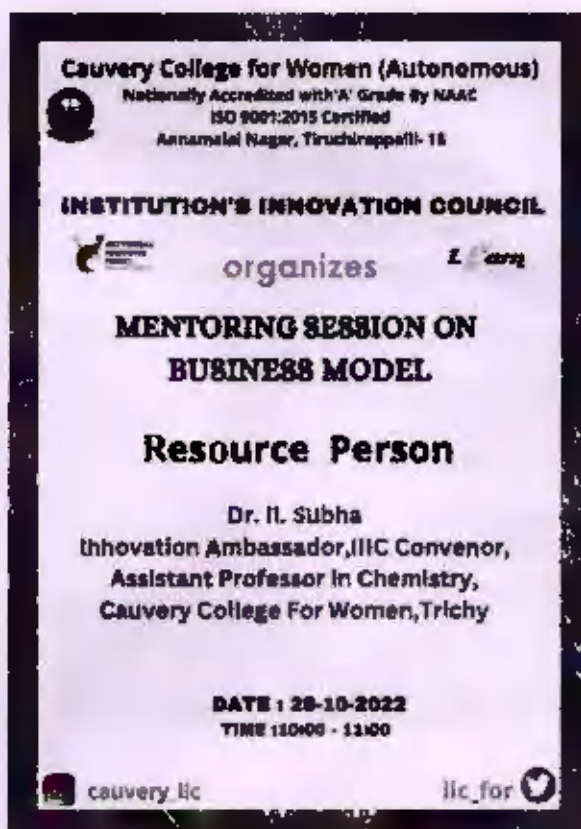 Cauvery College for Women (Autonomous)
Nationally Accredited with 'A' Grade By NAAC
ISO 9001:2015 Certified
Annamalai Nagar, Tiruchirappalli- 18
INSTITUTION'S INNOVATION COUNCIL
organizes
MENTORING SESSION ON
BUSINESS MODEL
Resource Person
Dr. Subha
Innovation Ambassador,IIC Convenor,
Assistant Professor in Chemistry,
Cauvery College For Women,Trichy
DATE : -10-2022
TIME :10:00 - 11:00
cauvery_iic
iic_for